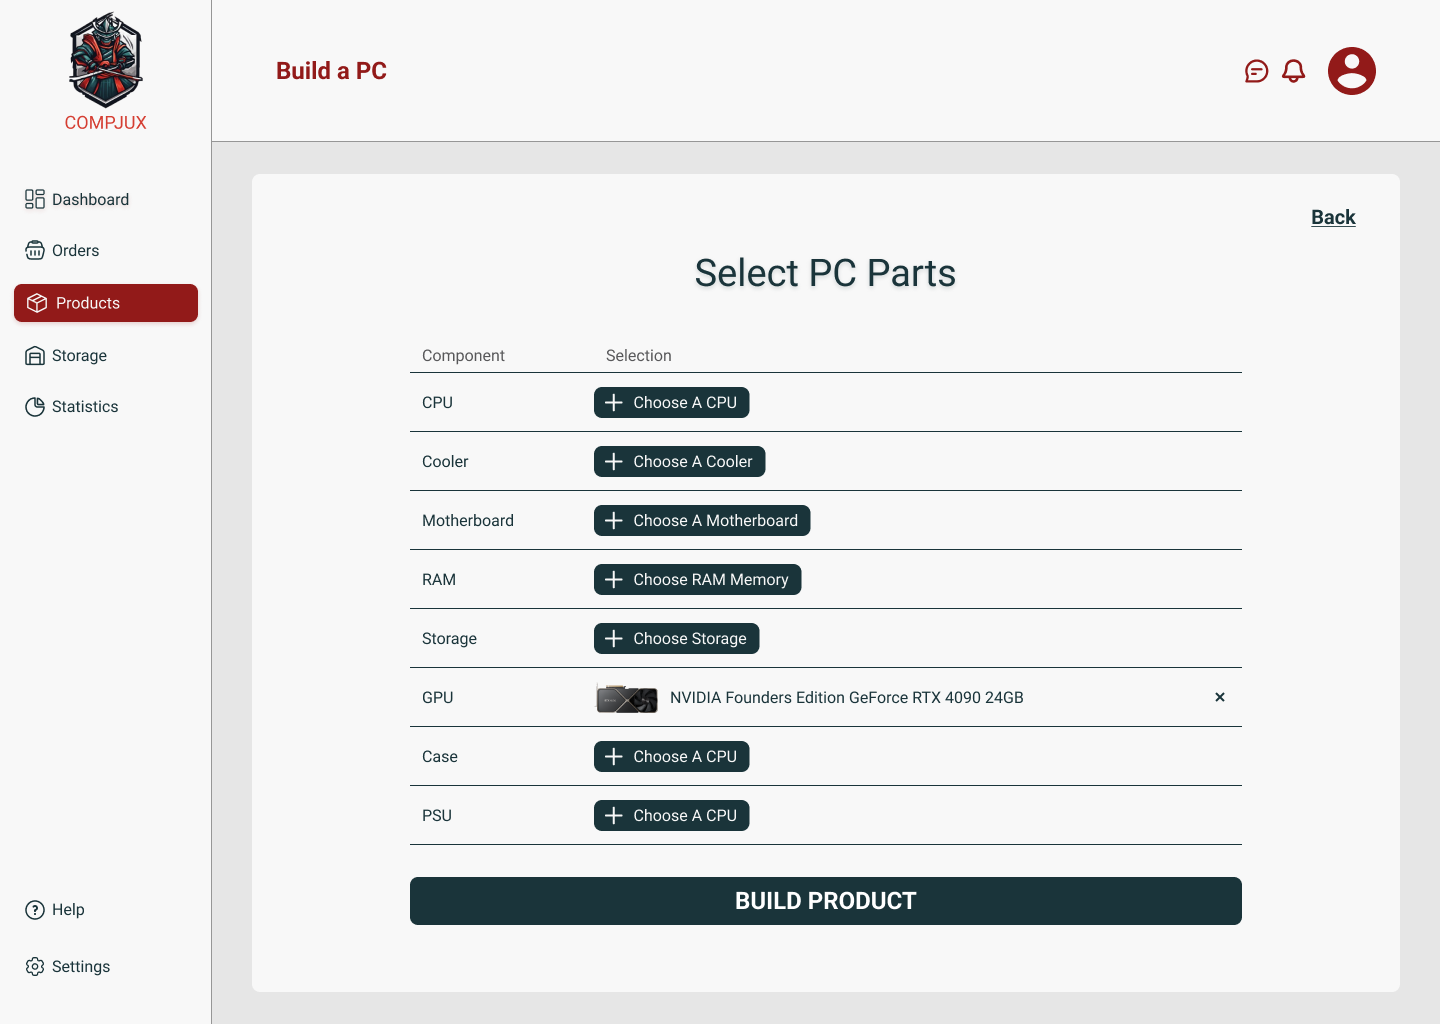 COMPJUX
Build a PC
Dashboard
Orders
Products
Storage
Statistics
Help
Settings
Back
Select PC Parts
Component Selection
CPU Choose A CPU
Cooler Choose A Cooler
Motherboard Choose A Motherboard
RAM Choose RAM Memory
Storage Choose Storage
GPU NVIDIA Founders Edition GeForce RTX 4090 24GB
Case Choose A CPU
PSU Choose A CPU
BUILD PRODUCT